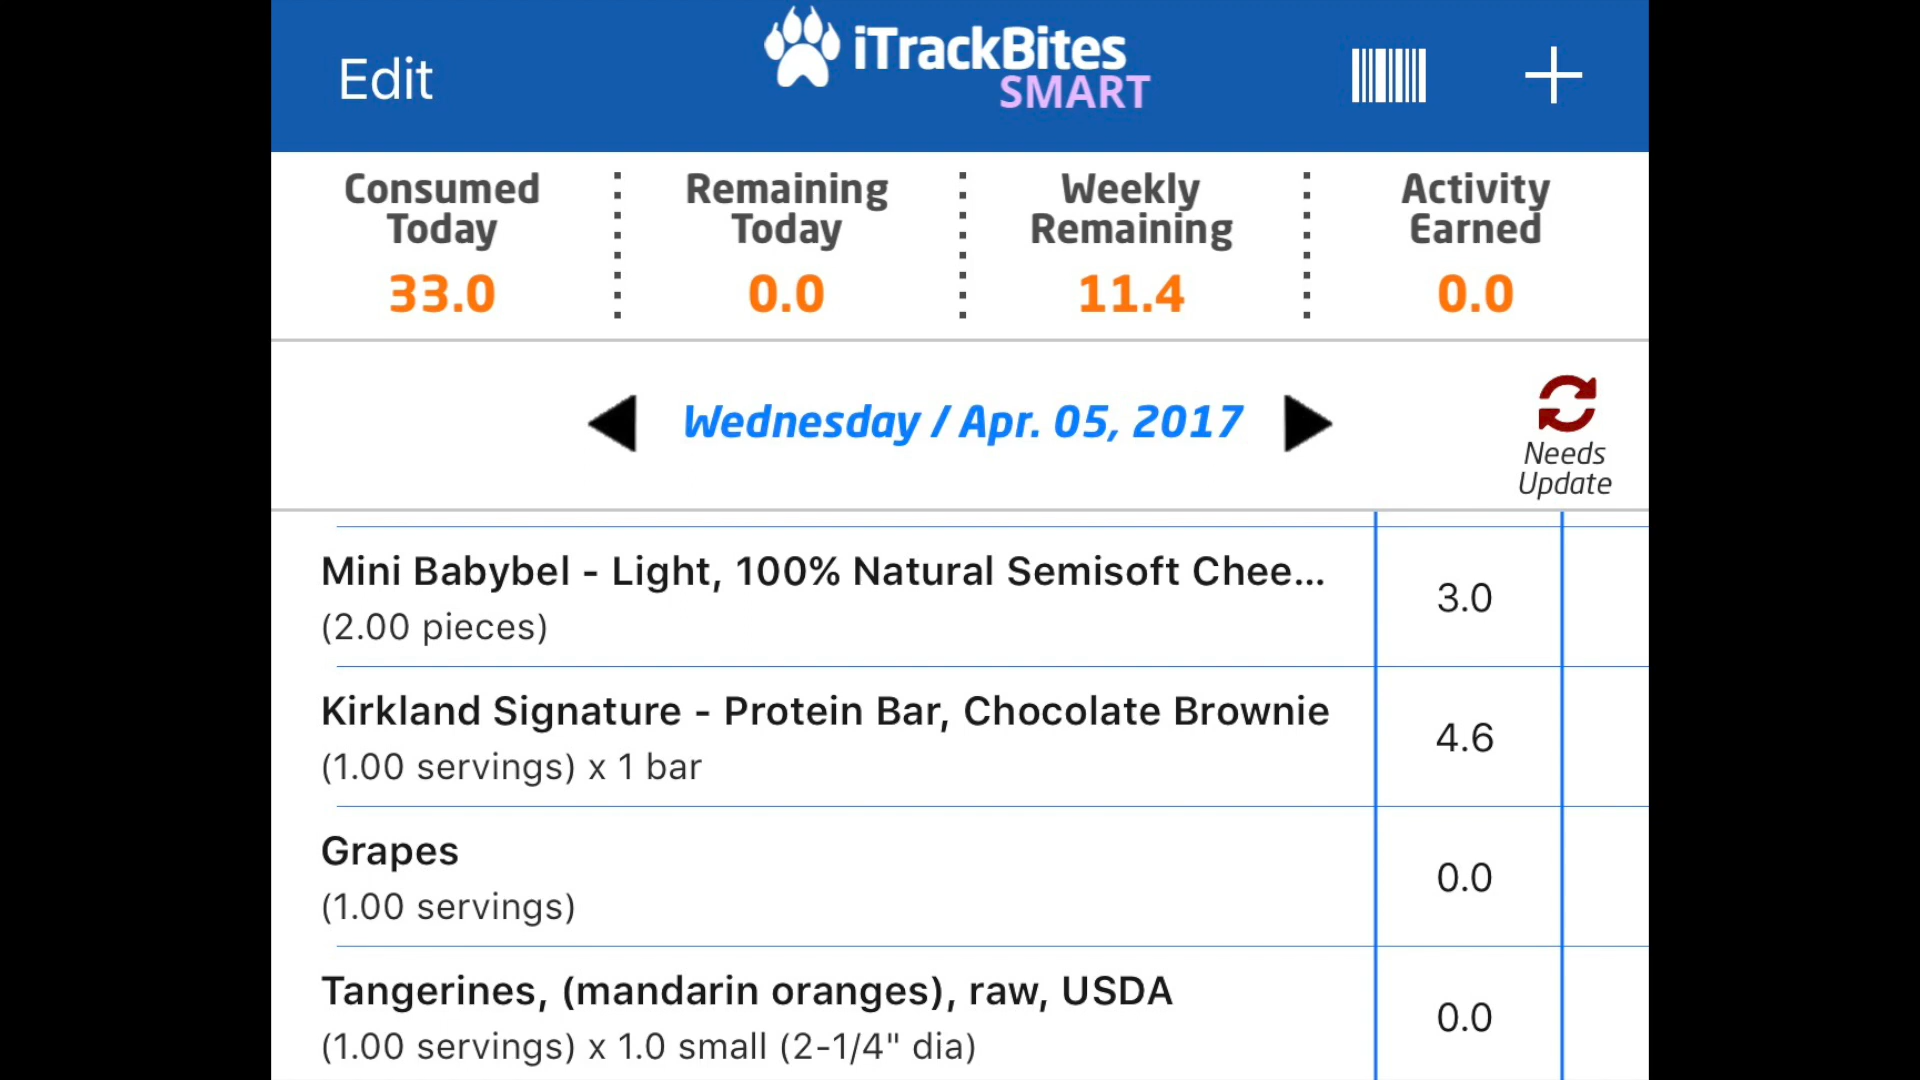 Edit
iTrackBites
SMART
Consumed
Today
33.0
Remaining
Today
0.0
Weekly
Remaining
11.4
Activity
Earned
0.0
Wednesday / Apr. 05, 2017
Needs
Update
Mini Babybel - Light, 100% Natural Semisoft Chee...
(2.00 pieces)
3.0
Kirkland Signature - Protein Bar, Chocolate Brownie
(1.00 servings) x 1 bar
4.6
Grapes
(1.00 servings)
0.0
Tangerines, (mandarin oranges), raw, USDA
(1.00 servings) x 1.0 small (2-1/4" dia)
0.0